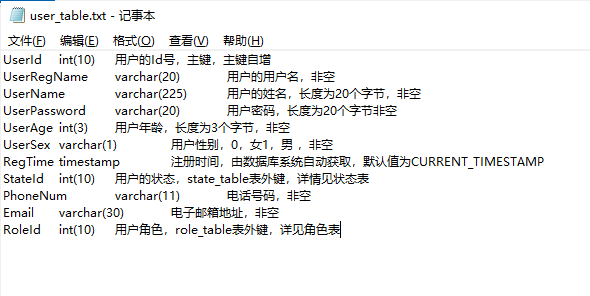 user_table.txt - 记事本
文件(F) 编辑(E) 格式(O) 查看(V) 帮助(H)
UserId int(10) 用户的Id号，主键，主键自增
UserRegName varchar(20) 用户的用户名，非空
UserName varchar(225) 用户的姓名，长度为20个字节，非空
UserPassword varchar(20) 用户密码，长度为20个字节非空
UserAge int(3) 用户年龄，长度为3个字节，非空
UserSex varchar(1) 用户性别，0，女1，男 ，非空
RegTime timestamp 注册时间，由数据库系统自动获取，默认值为CURRENT_TIMESTAMP
StateId int(10) 用户的状态，state_table表外键，详情见状态表
PhoneNum varchar(11) 电话号码，非空
Email varchar(30) 电子邮箱地址，非空
RoleId int(10) 用户角色，role_table表外键，详见角色表